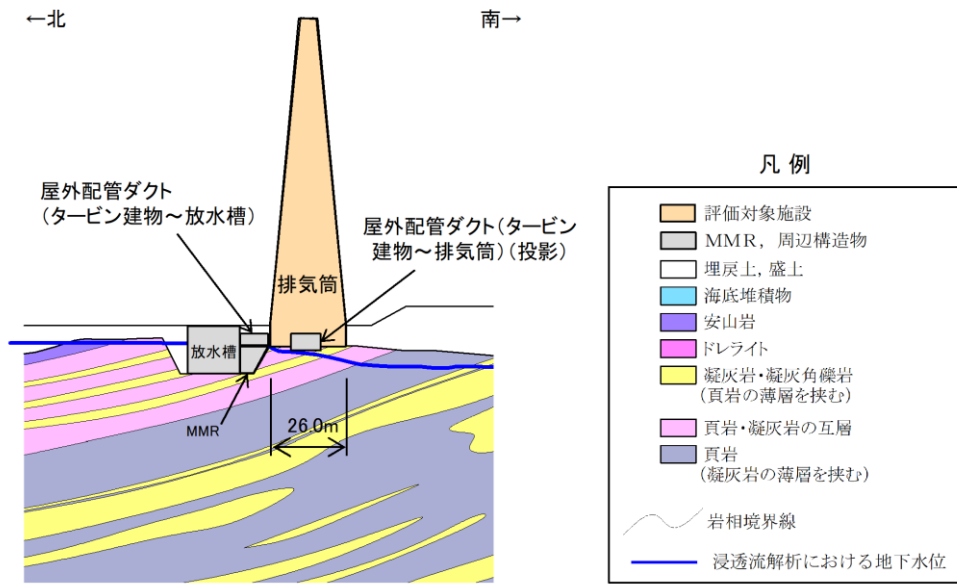 ←北
南→
屋外配管ダクト
(タービン建物~放水槽)
屋外配管ダクト(タービン
建物~排気筒)(投影)
排気筒
放水槽
MMR
26.0m
凡 例
評価対象施設
MMR, 周辺構造物
埋戻土, 盛土
海底堆積物
安山岩
ドレライト
凝灰岩・凝灰角礫岩
(頁岩の薄層を挟む)
頁岩・凝灰岩の互層
頁岩
(凝灰岩の薄層を挟む)
岩相境界線
浸透流解析における地下水位